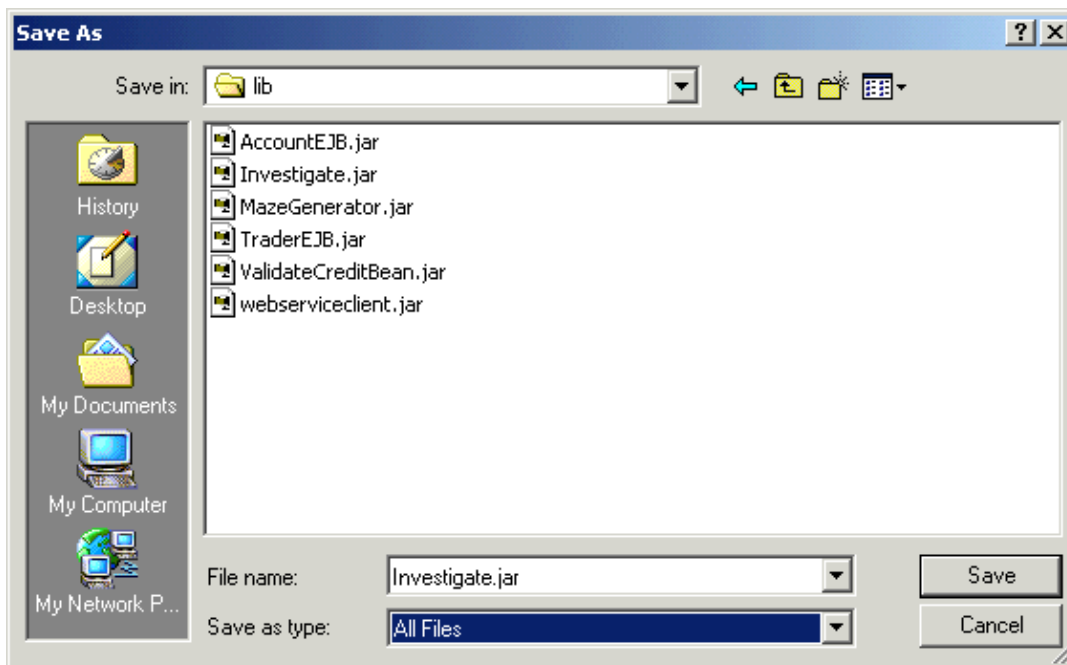 Save As
Save in: lib
History
Desktop
My Documents
My Computer
My Network P...
AccountEJB.jar
Investigate.jar
MazeGenerator.jar
TraderEJB.jar
ValidateCreditBean.jar
webserviceclient.jar
File name: Investigate.jar Save
Save as type: All Files Cancel